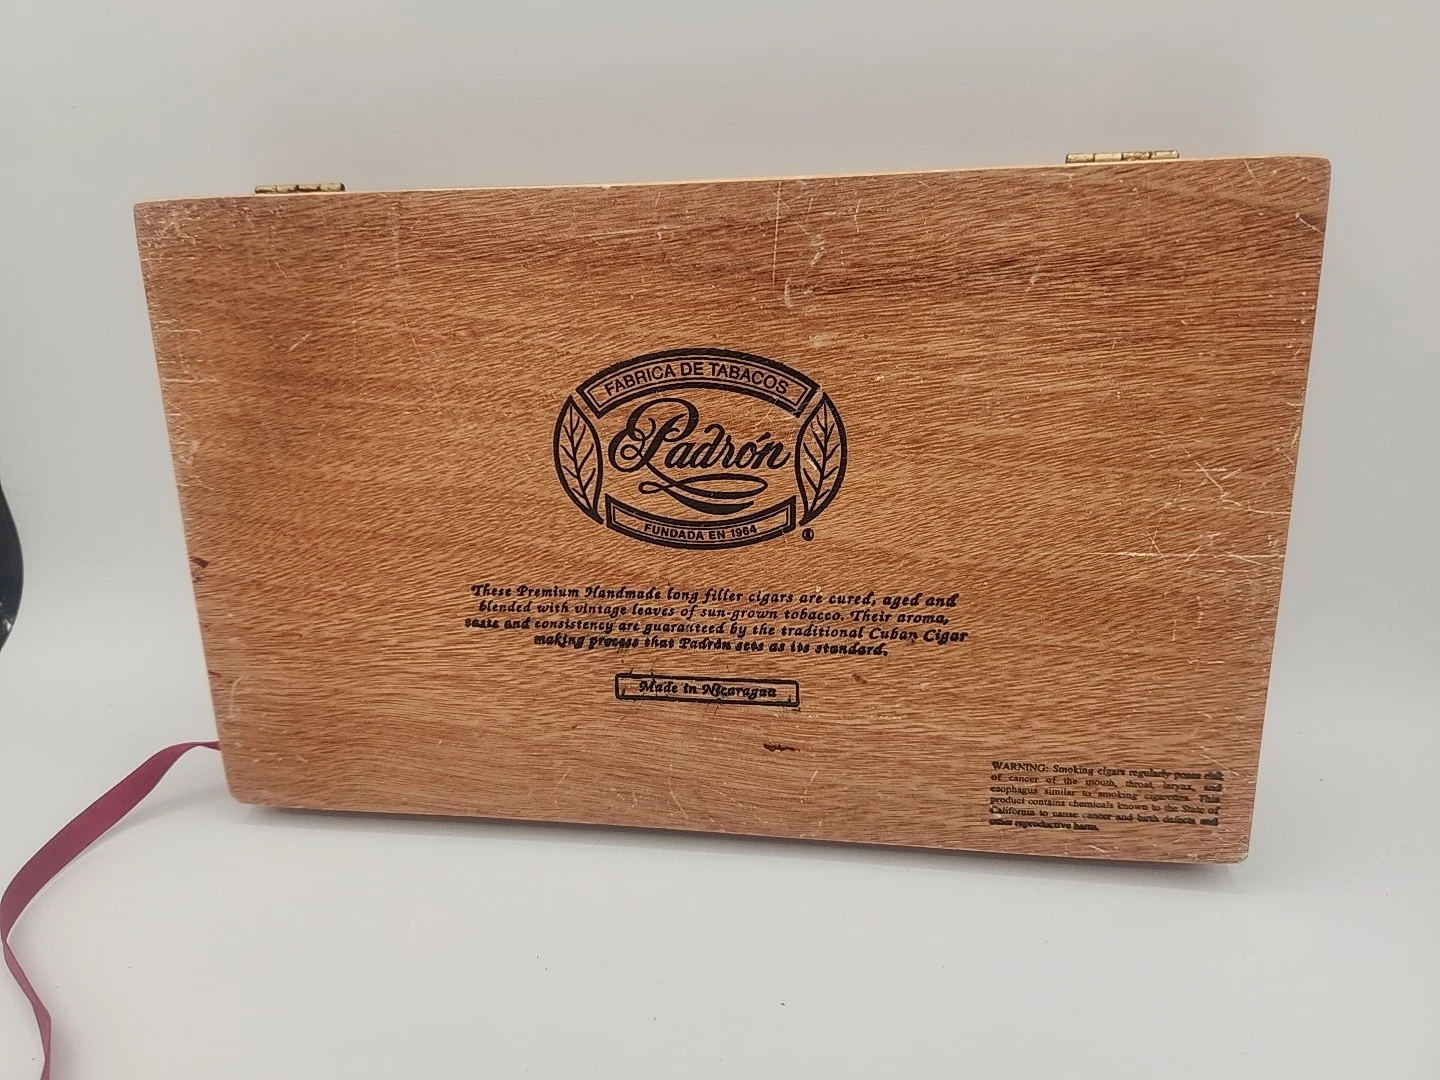 FABRICA DE TABACOS
Padrón
FUNDADA EN 1964
®
These Premium Handmade long filler cigars are cured, aged and
blended with vintage leaves of sun-grown tobacco. Their aroma,
taste and consistency are guaranteed by the traditional Cuban Cigar
making process that Padrón sets as its standard.
Made in Nicaragua
WARNING: Smoking cigars regularly poses risk
of cancer of the mouth, throat, larynx, and
esophagus similar to smoking cigarettes. This
product contains chemicals known to the State of
California to cause cancer and birth defects and
other reproductive harm.